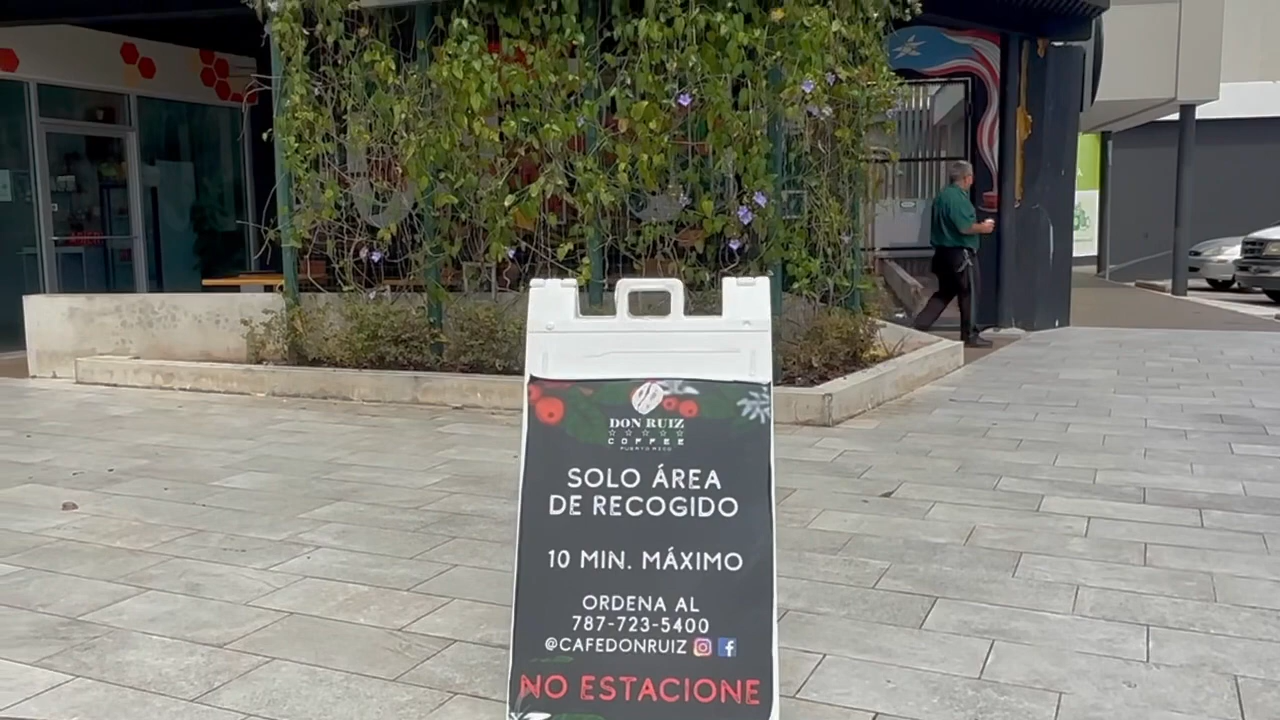 DON RUIZ
COFFEE
PUERTO RICO
SOLO ÁREA
DE RECOGIDO
10 MIN. MÁXIMO
ORDENA AL
787-723-5400
@CAFEDONRUIZ
NO ESTACIONE